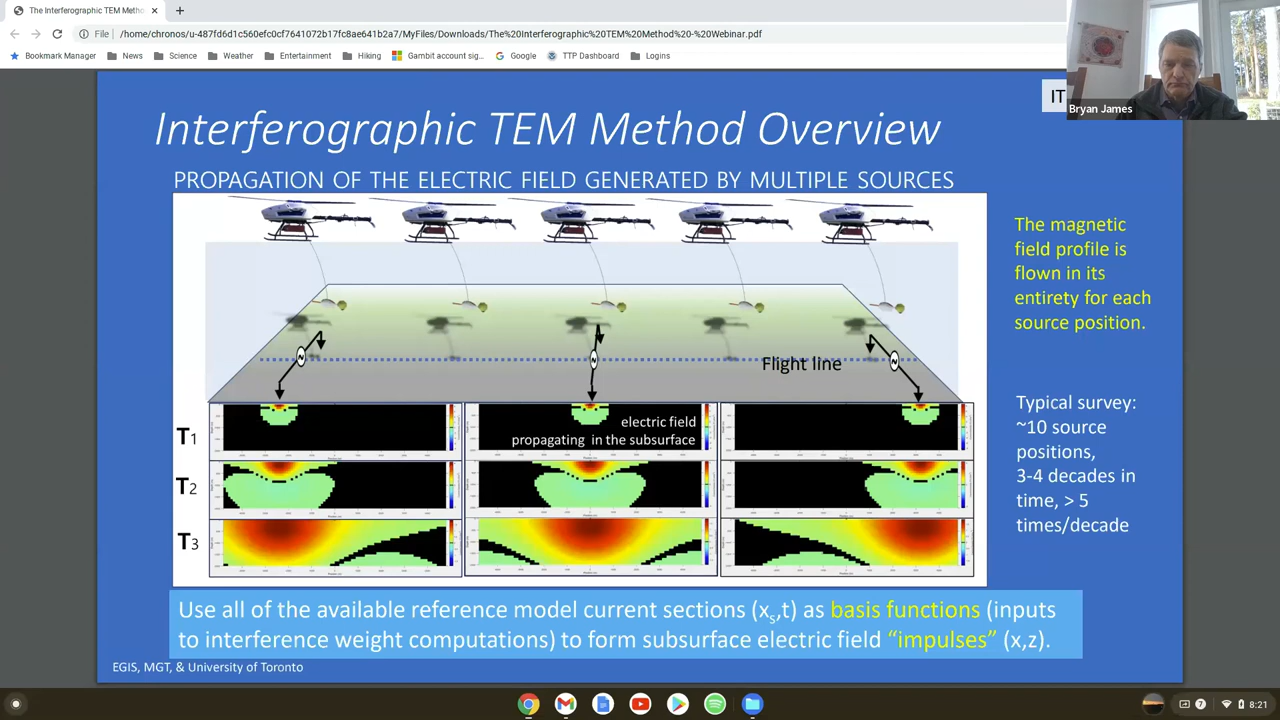 The Interferographic TEM Metho
File
/home/chronos/u-487fd6d1c560efc0cf7641072b17fc8ae641b2a7/MyFiles/Downloads/The%20Interferographic%20TEM%20Method%20-%20Webinar.pdf
Bookmark Manager News Science Weather Entertainment Hiking Gambit account sig... Google TTP Dashboard Logins
IT
Bryan James
Interferographic TEM Method Overview
PROPAGATION OF THE ELECTRIC FIELD GENERATED BY MULTIPLE SOURCES
The magnetic
field profile is
flown in its
entirety for each
source position.
Flight line
electric field
propagating in the subsurface
T1
T2
T3
Typical survey:
~10 source
positions,
3-4 decades in
time, > 5
times/decade
Use all of the available reference model current sections (xs,t) as basis functions (inputs
to interference weight computations) to form subsurface electric field “impulses” (x,z).
EGIS, MGT, & University of Toronto
7 8:21